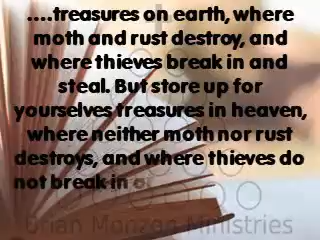 ....treasures on earth, where
moth and rust destroy, and
where thieves break in and
steal. But store up for
yourselves treasures in heaven,
where neither moth nor rust
destroys, and where thieves do
not break in
Brian Monzon Ministries